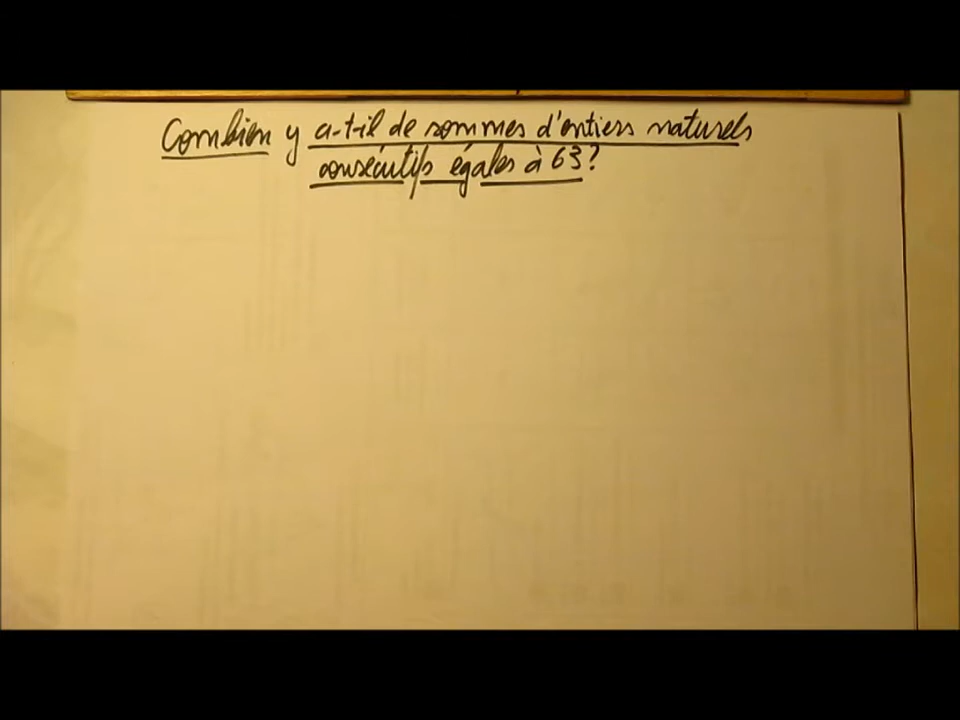 Combien y a-t-il de sommes d'entiers naturels
consécutifs égales à 63?